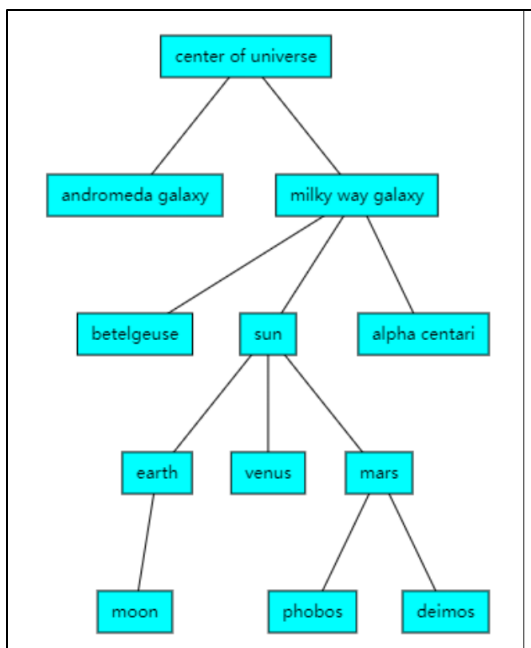 center of universe
andromeda galaxy
milky way galaxy
betelgeuse
sun
alpha centari
earth
venus
mars
moon
phobos
deimos